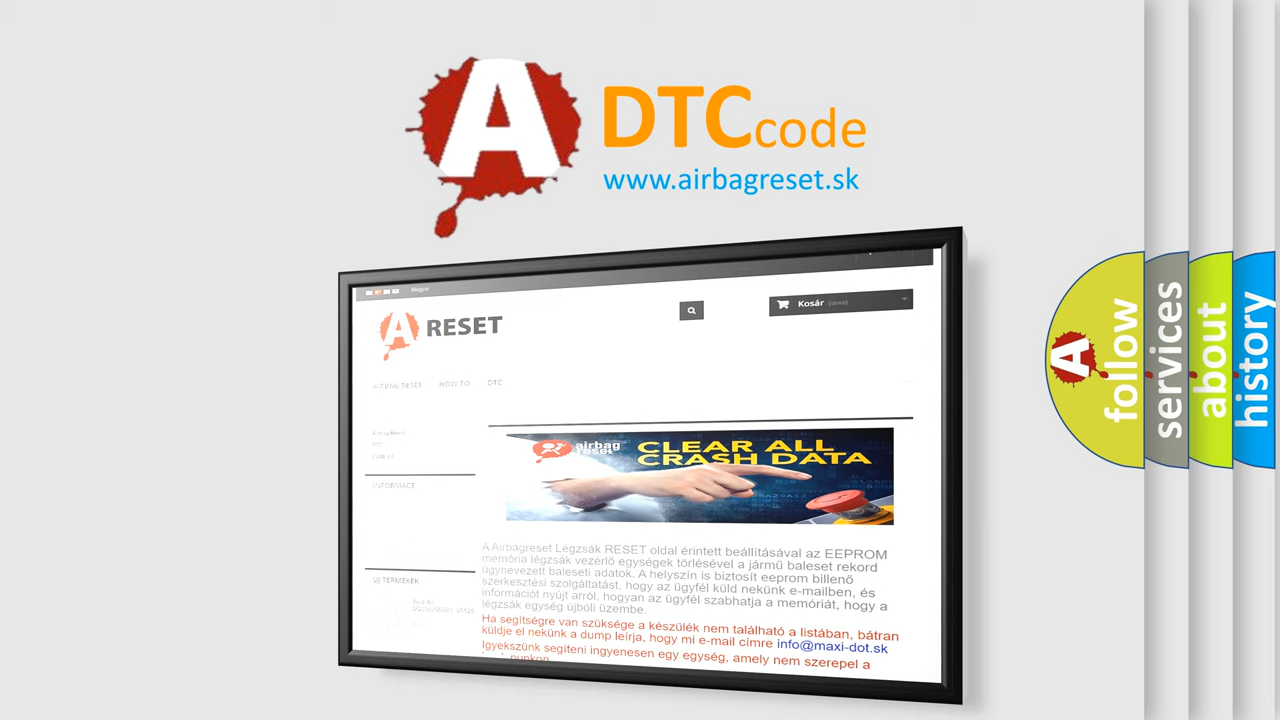 A DTC code
www.airbagreset.sk
Magyar
Kosár (üres)
A RESET
AIRBAG RESET HOW TO DTC
airbag
reset
CLEAR ALL
CRASH DATA
INFORMACE
A Airbagreset Légzsák RESET oldal érintett beállításával az EEPROM
memória légzsák vezérlő egységek törlésével a jármű baleset rekord
úgynevezett baleseti adatok. A helyszín is biztosít eeprom billenő
szerkesztési szolgáltatást, hogy az ügyfél küld nekünk e-mailben, és
információt nyújt arról, hogyan az ügyfél szabhatja a memóriát, hogy a
légzsák egység újbóli üzembe.
ÚJ TERMÉKEK
Ha segítségre van szüksége a készülék nem található a listában, bátran
küldje el nekünk a dump leírja, hogy mi e-mail címre info@maxi-dot.sk
Igyekszünk segíteni ingyenesen egy egység, amely nem szerepel a
A
follow
services
about
history